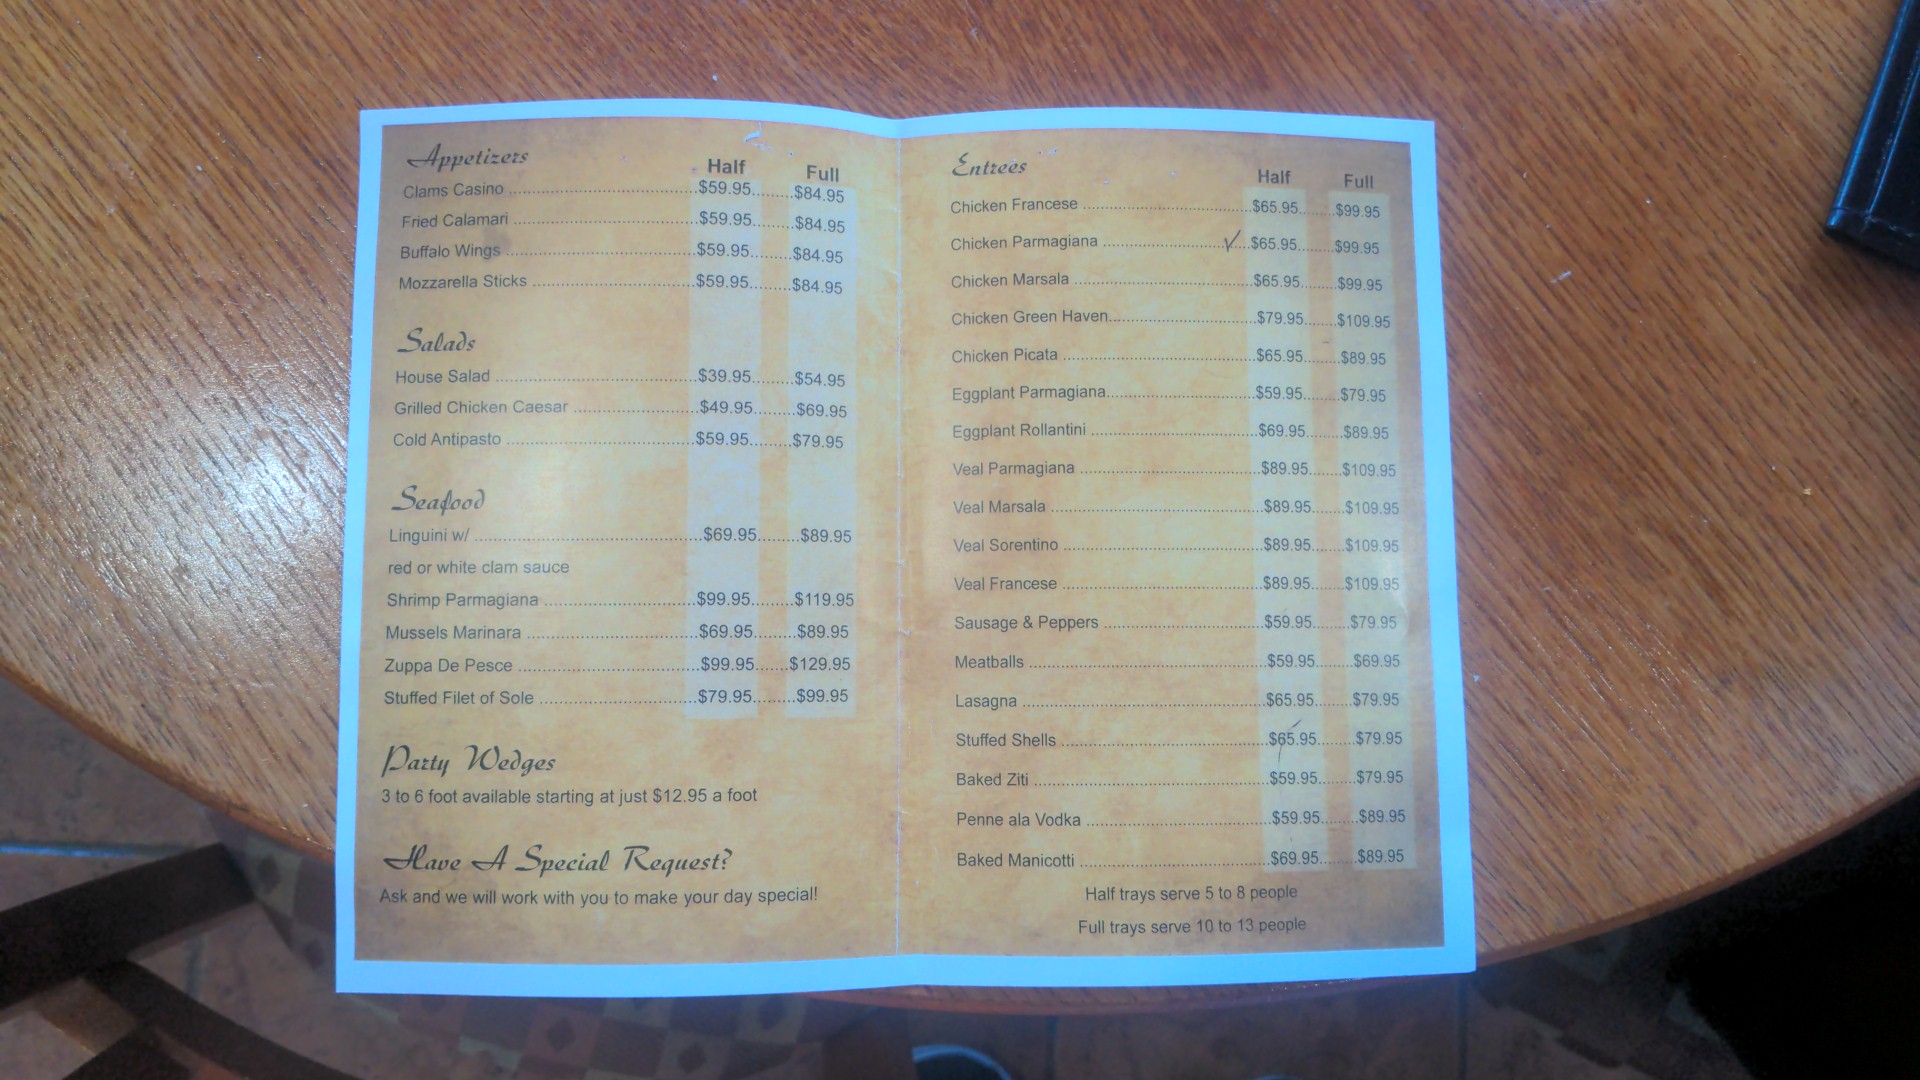 Appetizers Half Full
Clams Casino $59.95 $84.95
Fried Calamari $59.95 $84.95
Buffalo Wings $59.95 $84.95
Mozzarella Sticks $59.95 $84.95
Salads
House Salad $39.95 $54.95
Grilled Chicken Caesar $49.95 $69.95
Cold Antipasto $59.95 $79.95
Seafood
Linguini w/ $69.95 $89.95
red or white clam sauce
Shrimp Parmagiana $99.95 $119.95
Mussels Marinara $69.95 $89.95
Zuppa De Pesce $99.95 $129.95
Stuffed Filet of Sole $79.95 $99.95
Party Wedges
3 to 6 foot available starting at just $12.95 a foot
Have A Special Request?
Ask and we will work with you to make your day special!
Entrees Half Full
Chicken Francese $65.95 $99.95
Chicken Parmagiana ✓ $65.95 $99.95
Chicken Marsala $65.95 $99.95
Chicken Green Haven $79.95 $109.95
Chicken Picata $65.95 $89.95
Eggplant Parmagiana $59.95 $79.95
Eggplant Rollantini $69.95 $89.95
Veal Parmagiana $89.95 $109.95
Veal Marsala $89.95 $109.95
Veal Sorentino $89.95 $109.95
Veal Francese $89.95 $109.95
Sausage & Peppers $59.95 $79.95
Meatballs $59.95 $69.95
Lasagna $65.95 $79.95
Stuffed Shells $65.95 $79.95
Baked Ziti $59.95 $79.95
Penne ala Vodka $59.95 $89.95
Baked Manicotti $69.95 $89.95
Half trays serve 5 to 8 people
Full trays serve 10 to 13 people